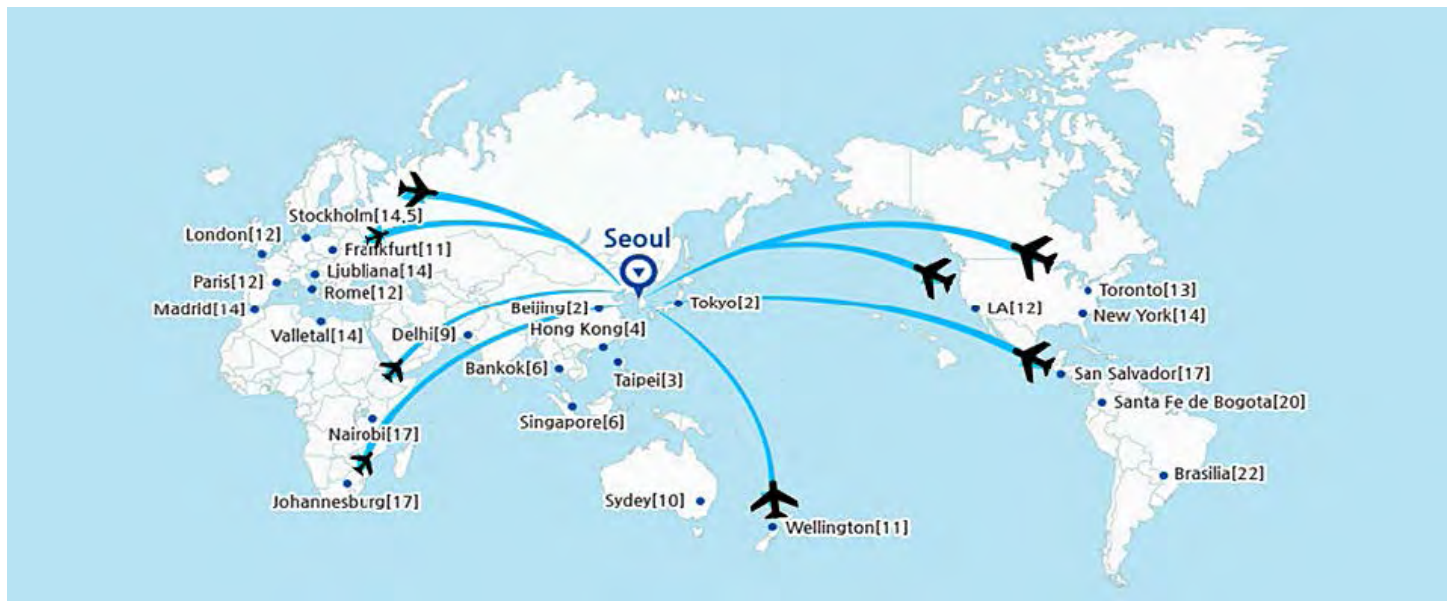 Stockholm[14,5]
London[12]
Frankfurt[11]
Seoul
Ljubliana[14]
Paris[12]
Rome[12]
Toronto[13]
Madrid[14]
Beijing[2]
Tokyo[2]
LA[12]
New York[14]
Valletal[14]
Delhi[9]
Hong Kong[4]
Bankok[6]
Taipei[3]
San Salvador[17]
Santa Fe de Bogota[20]
Singapore[6]
Nairobi[17]
Brasilia[22]
Johannesburg[17]
Sydey[10]
Wellington[11]